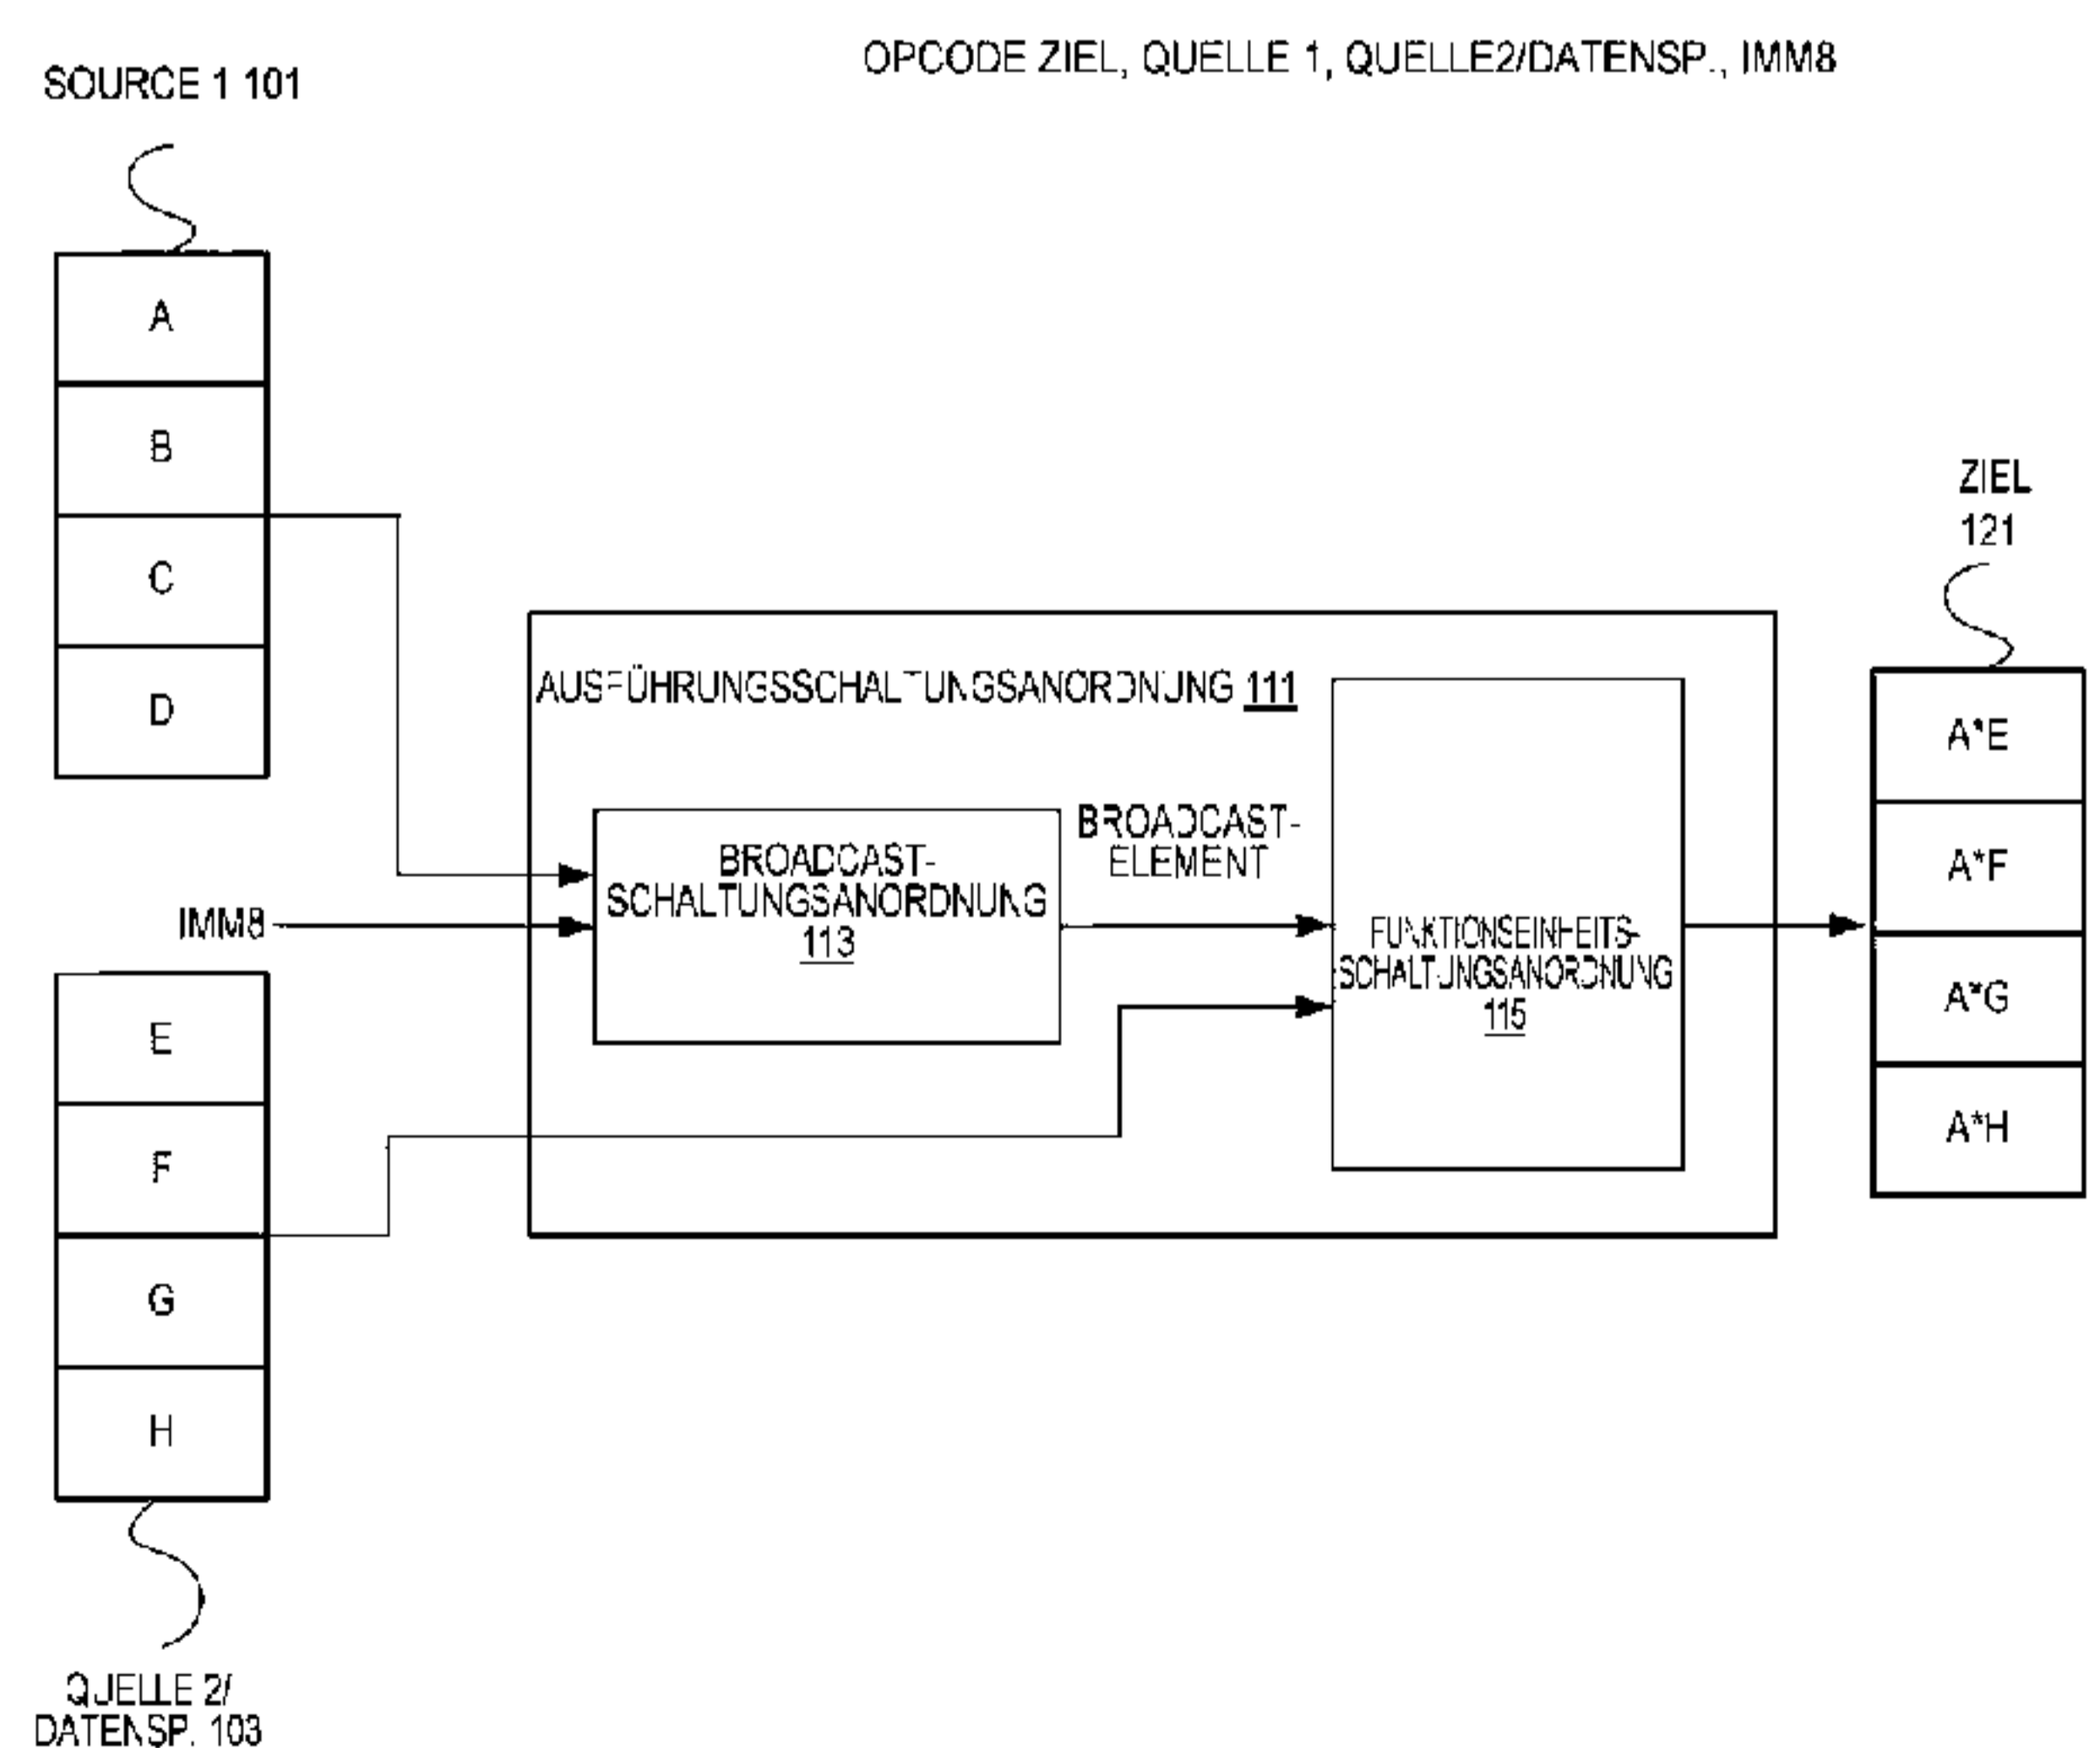 OPCODE ZIEL, QUELLE 1, QUELLE2/DATENSP., IMM8
SOURCE 1 101
A
B
C
D
ZIEL
121
AUSFÜHRUNGSSCHALTUNGSANORDNUNG 111
A*E
A*F
A*G
A*H
BROADCAST-
SCHALTUNGSANORDNUNG
113
BROADCAST-
ELEMENT
FUNKTIONSEINHEITS-
SCHALTUNGSANORDNUNG
115
IMM8
E
F
G
H
QUELLE 2/
DATENSP. 103